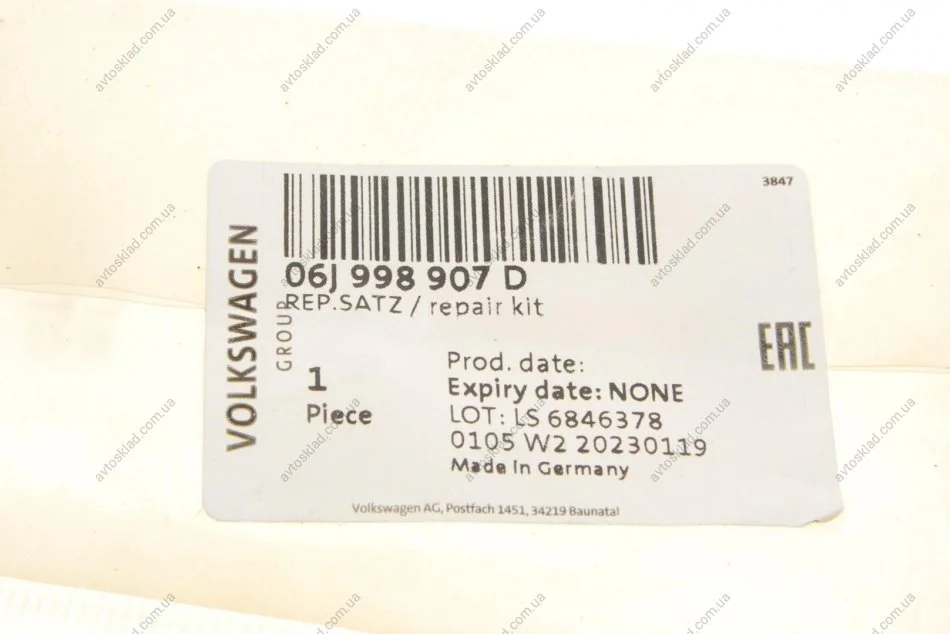 3847
VOLKSWAGEN
GROUP
06J 998 907 D
REP.SATZ / repair kit
EAC
1
Piece
Prod. date:
Expiry date: NONE
LOT: LS 6846378
0105 W2 20230119
Made In Germany
Volkswagen AG, Postfach 1451, 34219 Baunatal
avtosklad.com.ua